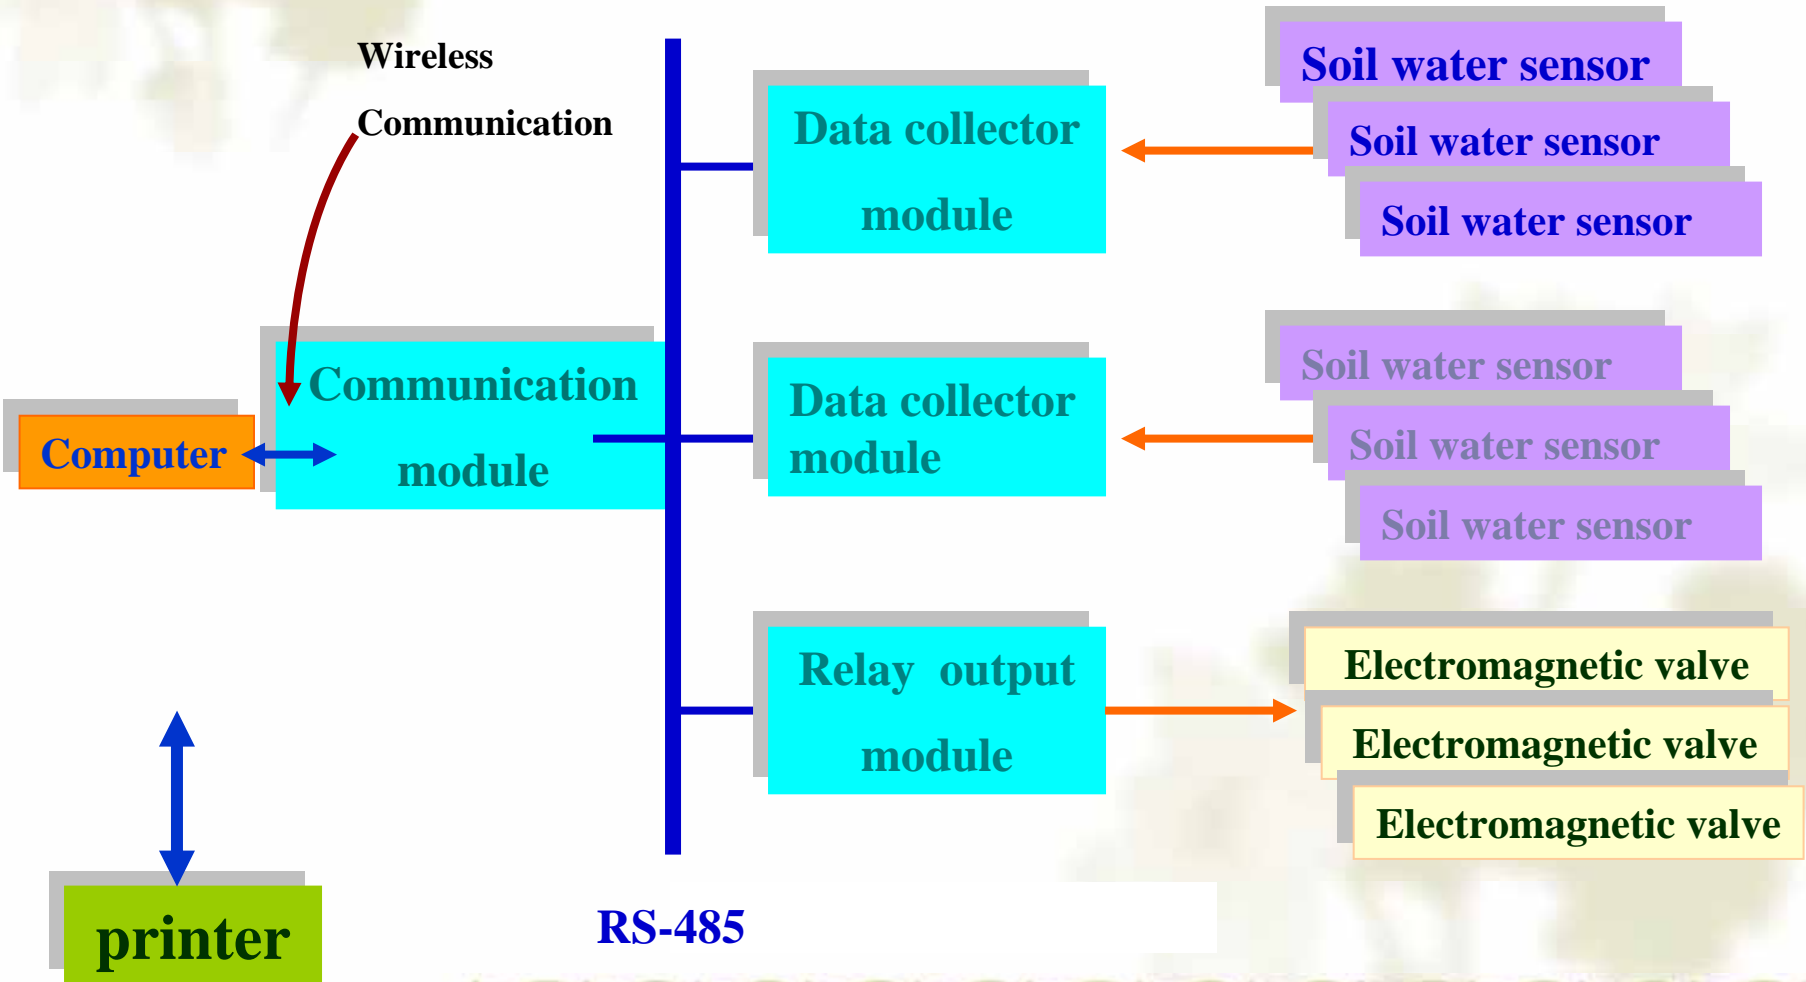 Wireless
Communication
Soil water sensor
Soil water sensor
Soil water sensor
Data collector
module
Communication
module
Computer
Data collector
module
Soil water sensor
Soil water sensor
Soil water sensor
Relay output
module
Electromagnetic valve
Electromagnetic valve
Electromagnetic valve
printer
RS-485